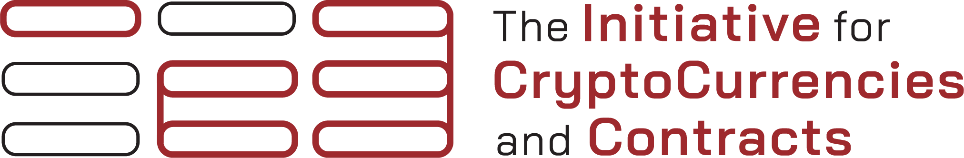 The Initiative for
CryptoCurrencies
and Contracts